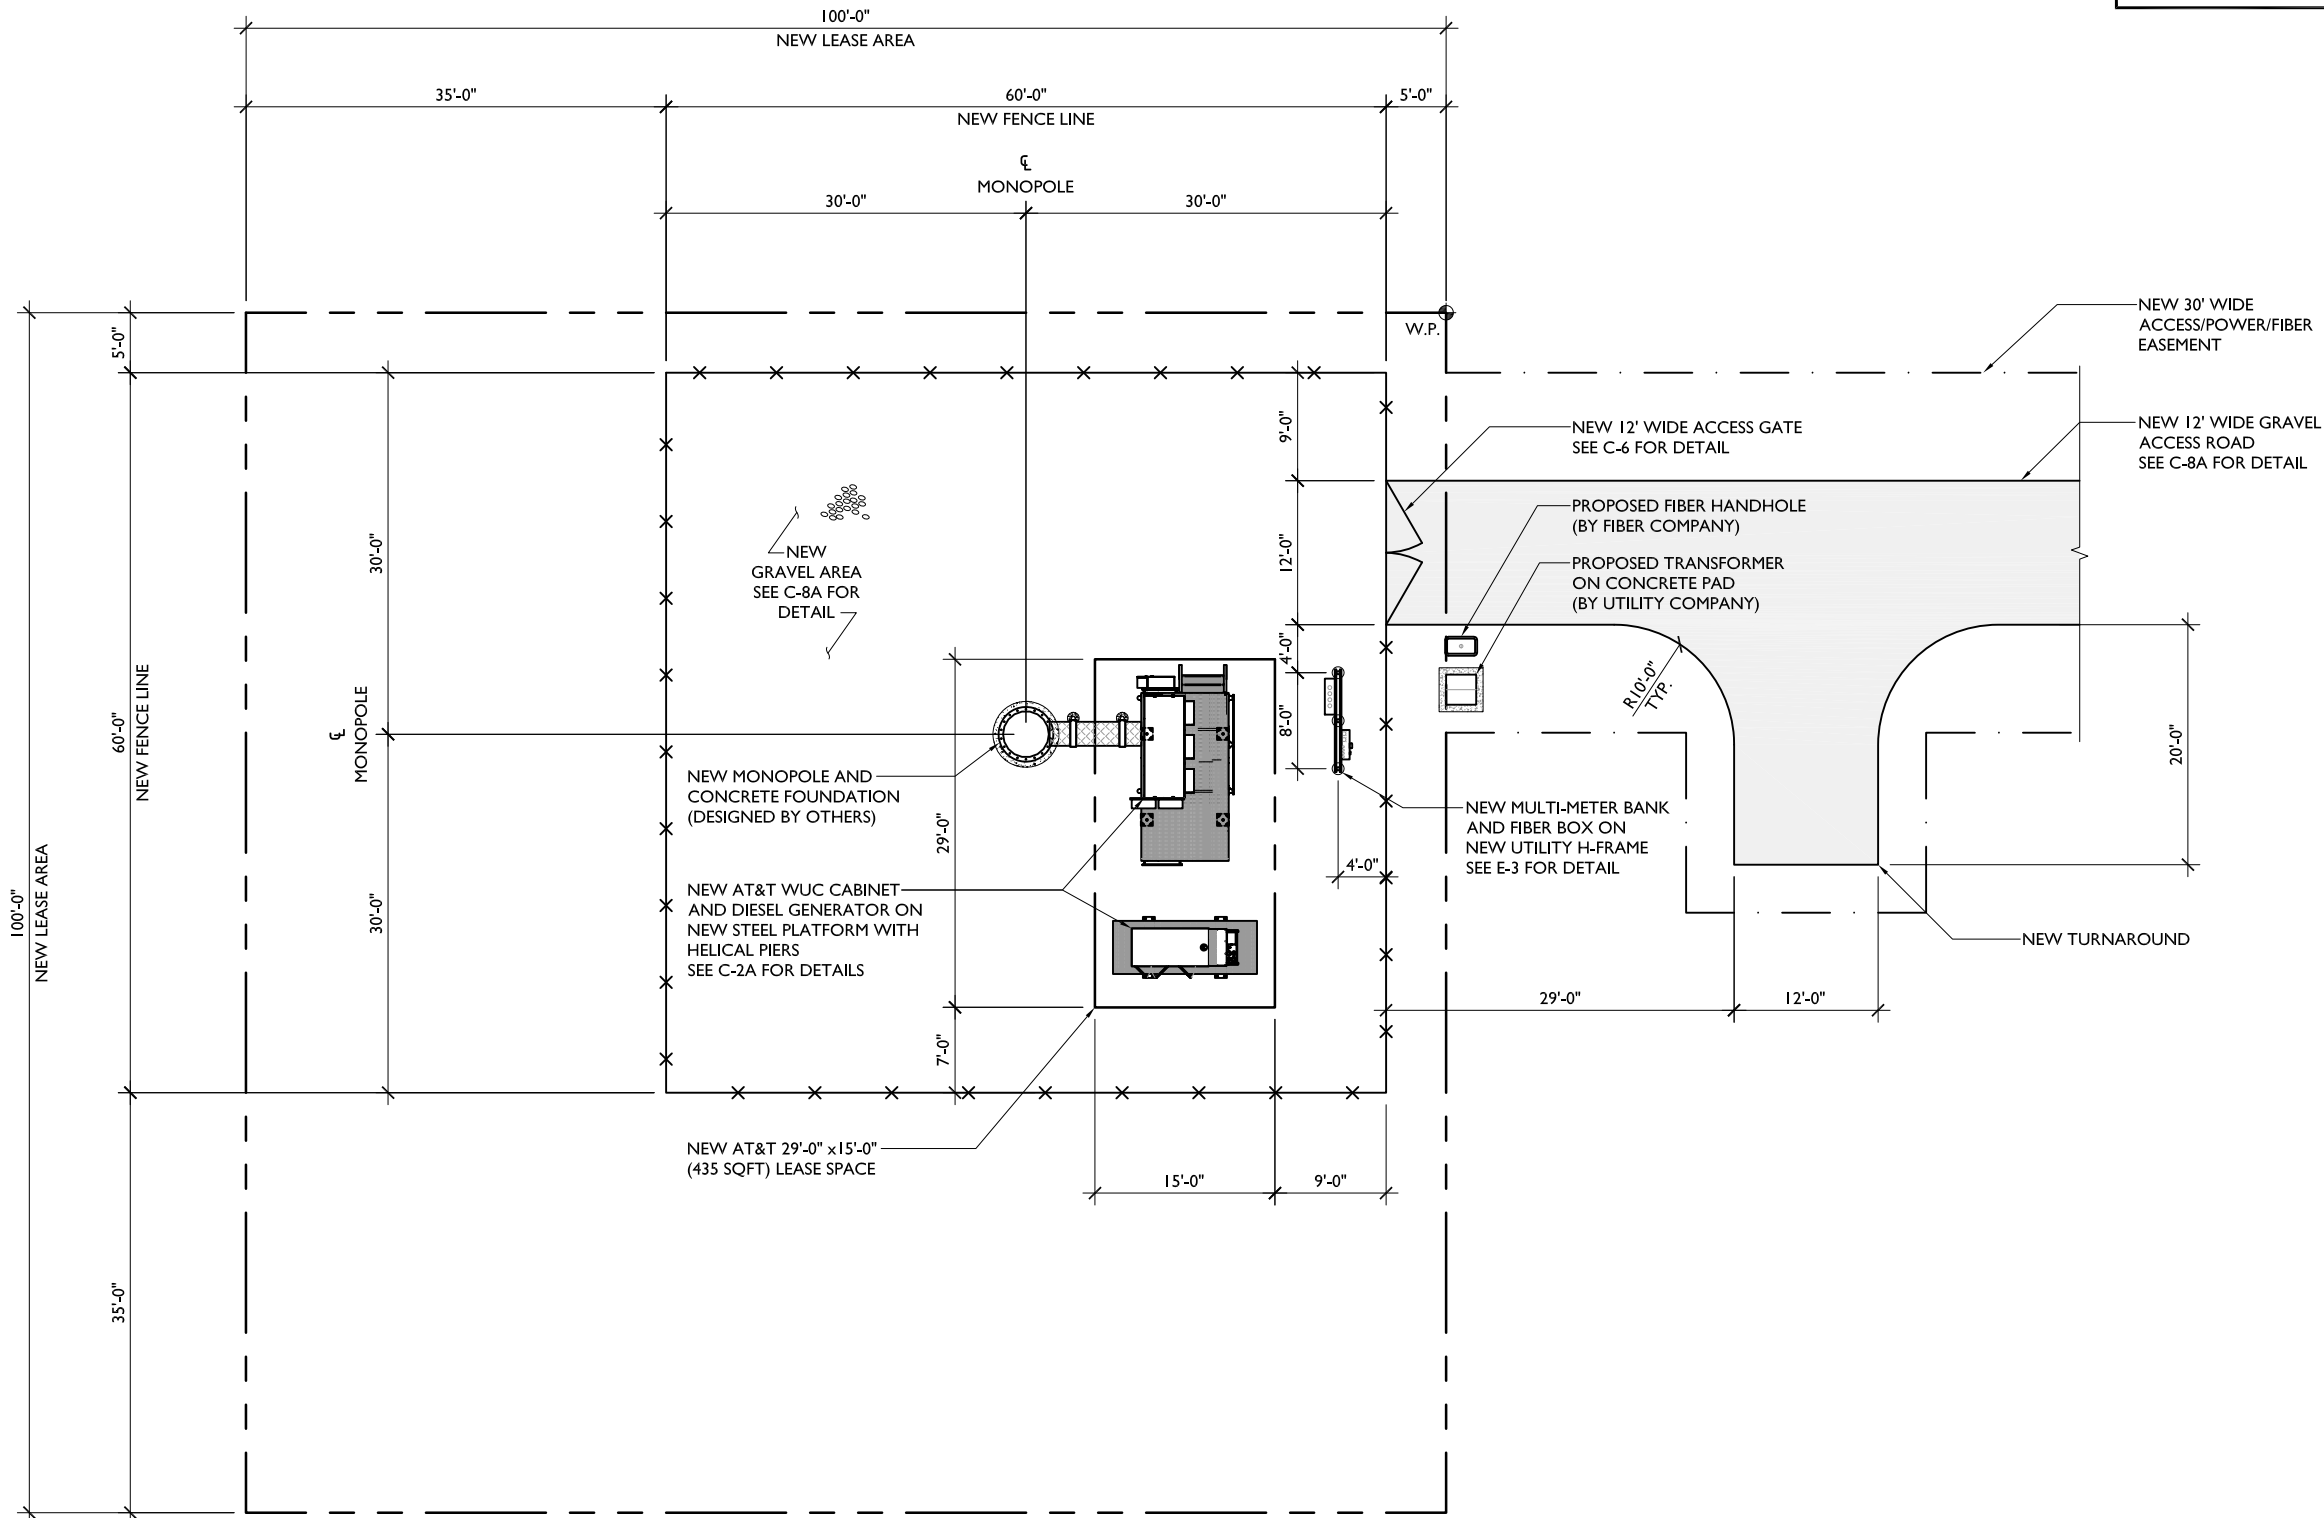 100'-0"
NEW LEASE AREA
35'-0"
60'-0"
5'-0"
NEW FENCE LINE
℄
MONOPOLE
30'-0"
30'-0"
W.P.
NEW 30' WIDE
ACCESS/POWER/FIBER
EASEMENT
5'-0"
9'-0"
NEW 12' WIDE ACCESS GATE
SEE C-6 FOR DETAIL
NEW 12' WIDE GRAVEL
ACCESS ROAD
SEE C-8A FOR DETAIL
PROPOSED FIBER HANDHOLE
(BY FIBER COMPANY)
30'-0"
12'-0"
NEW
GRAVEL AREA
SEE C-8A FOR
DETAIL
PROPOSED TRANSFORMER
ON CONCRETE PAD
(BY UTILITY COMPANY)
4'-0"
R10'-0"
TYP.
8'-0"
20'-0"
60'-0"
NEW FENCE LINE
℄
MONOPOLE
NEW MONOPOLE AND
CONCRETE FOUNDATION
(DESIGNED BY OTHERS)
29'-0"
NEW MULTI-METER BANK
AND FIBER BOX ON
NEW UTILITY H-FRAME
SEE E-3 FOR DETAIL
4'-0"
100'-0"
NEW LEASE AREA
30'-0"
NEW AT&T WUC CABINET
AND DIESEL GENERATOR ON
NEW STEEL PLATFORM WITH
HELICAL PIERS
SEE C-2A FOR DETAILS
NEW TURNAROUND
29'-0"
12'-0"
7'-0"
NEW AT&T 29'-0" x15'-0"
(435 SQFT) LEASE SPACE
15'-0"
9'-0"
35'-0"